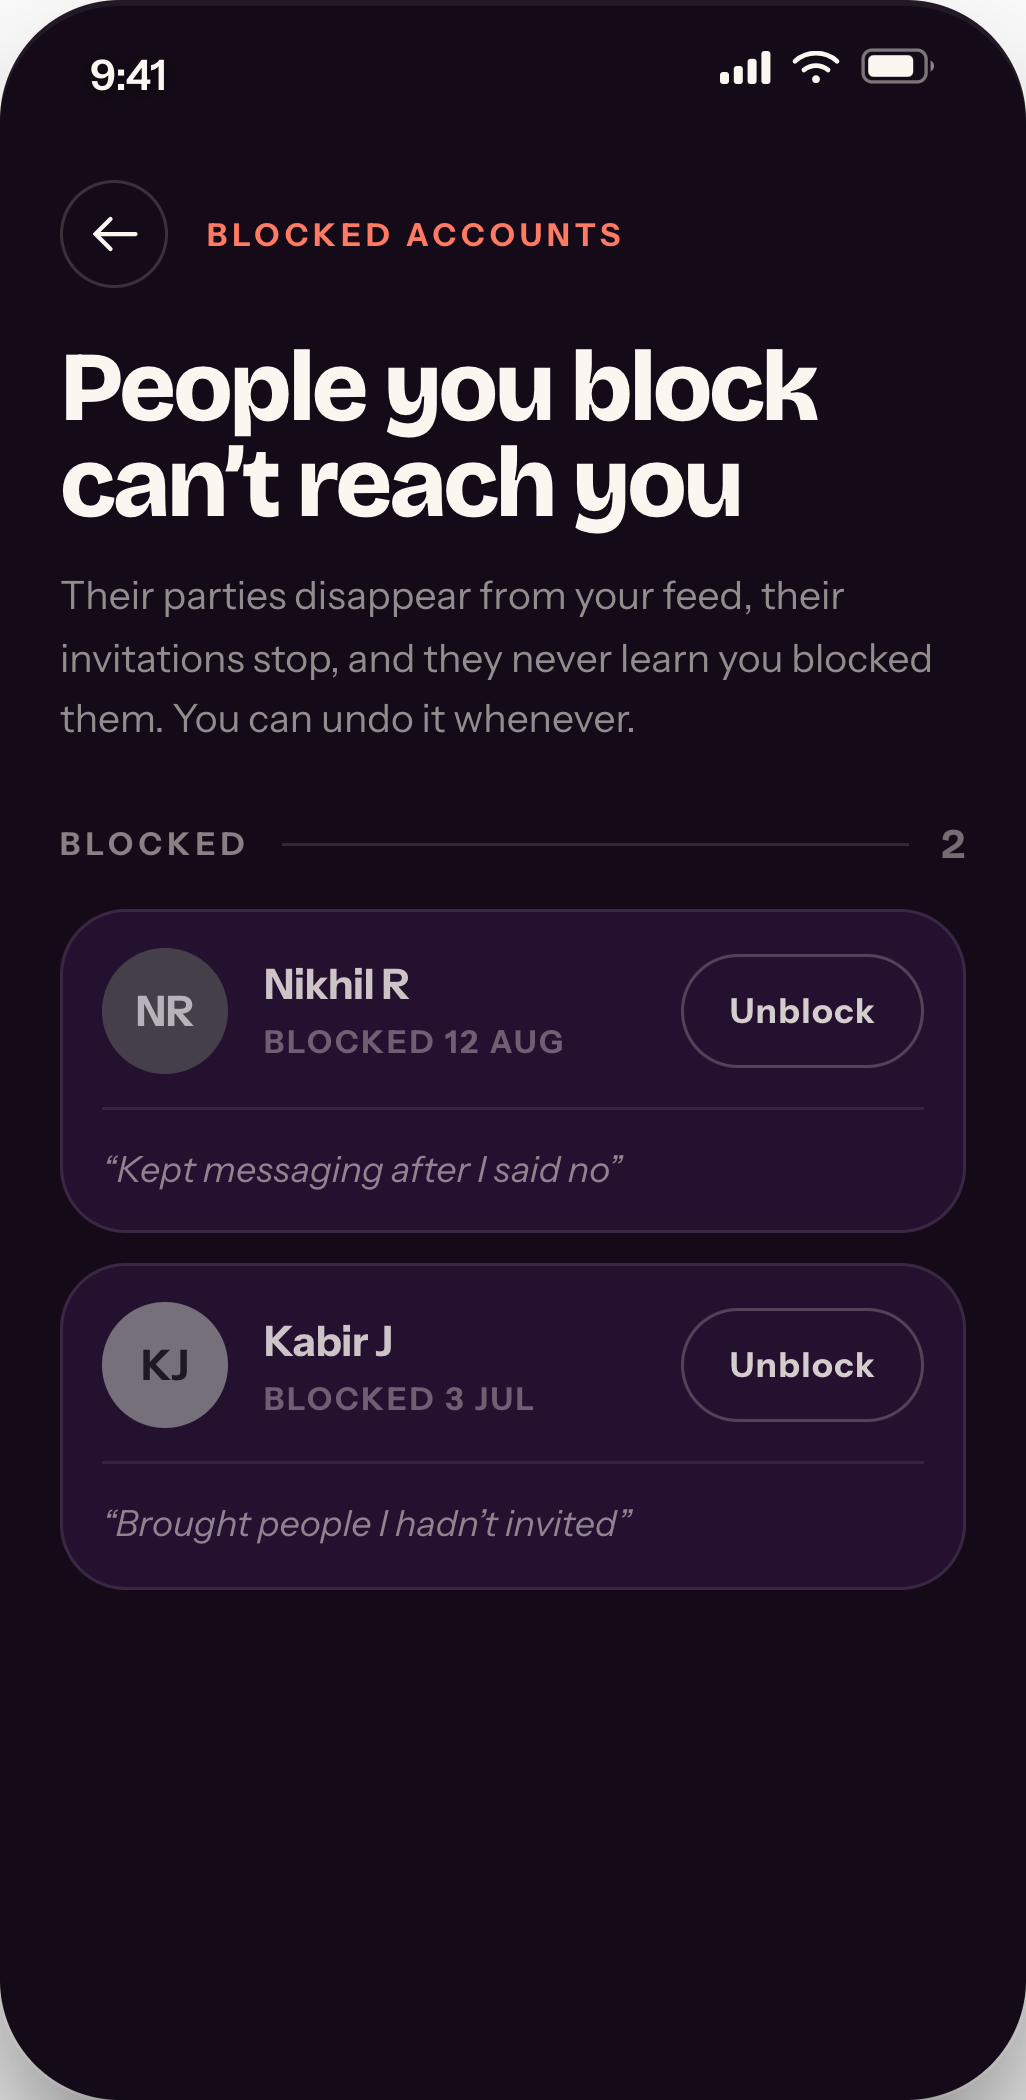 9:41
BLOCKED ACCOUNTS
People you block
can’t reach you
Their parties disappear from your feed, their
invitations stop, and they never learn you blocked
them. You can undo it whenever.
BLOCKED 2
NR Nikhil R Unblock
BLOCKED 12 AUG
“Kept messaging after I said no”
KJ Kabir J Unblock
BLOCKED 3 JUL
“Brought people I hadn’t invited”